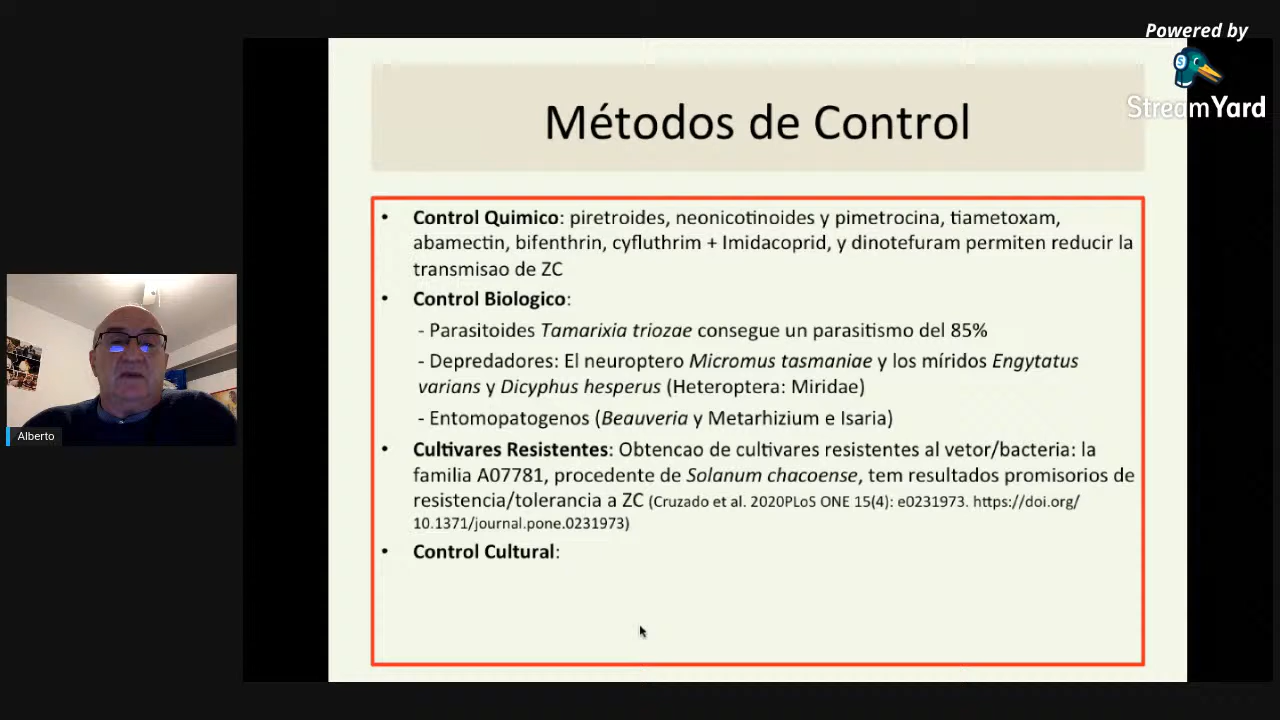 Powered by
StreamYard
Métodos de Control
• Control Quimico: piretroides, neonicotinoides y pimetrocina, tiametoxam,
abamectin, bifenthrin, cyfluthrim + Imidacoprid, y dinotefuram permiten reducir la
transmisao de ZC
• Control Biologico:
- Parasitoides Tamarixia triozae consegue un parasitismo del 85%
- Depredadores: El neuroptero Micromus tasmaniae y los míridos Engytatus
varians y Dicyphus hesperus (Heteroptera: Miridae)
- Entomopatogenos (Beauveria y Metarhizium e Isaria)
• Cultivares Resistentes: Obtencao de cultivares resistentes al vetor/bacteria: la
familia A07781, procedente de Solanum chacoense, tem resultados promisorios de
resistencia/tolerancia a ZC (Cruzado et al. 2020PLoS ONE 15(4): e0231973. https://doi.org/
10.1371/journal.pone.0231973)
• Control Cultural:
Alberto